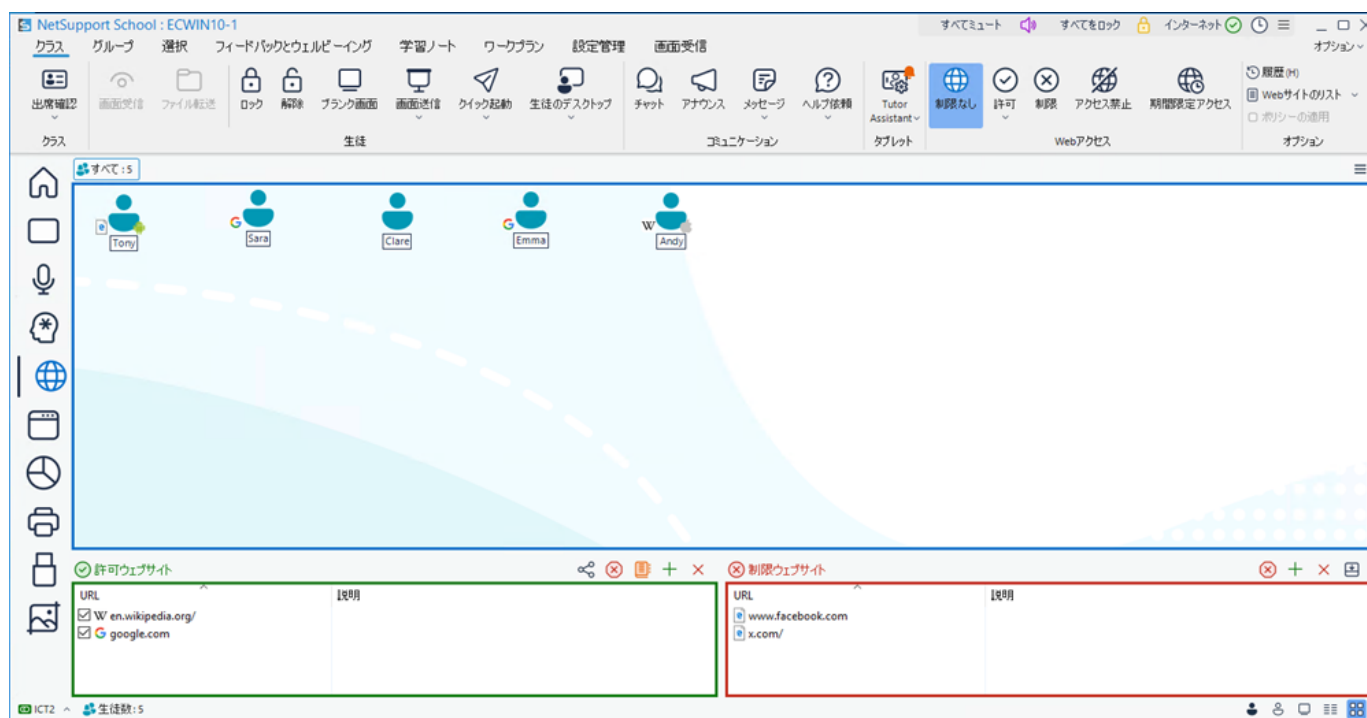 NetSupport School : ECWIN10-1
すべてミュート すべてをロック インターネット
クラス グループ 選択 フィードバックとウェルビーイング 学習ノート ワークプラン 設定管理 画面受信 オプション
出席確認 画面受信 ファイル転送 ロック 解除 ブランク画面 画面送信 クイック起動 生徒のデスクトップ チャット アナウンス メッセージ ヘルプ依頼 Tutor Assistant 制限なし 許可 制限 アクセス禁止 期間限定アクセス
履歴(H)
Webサイトのリスト
ポリシーの適用
クラス 生徒 コミュニケーション タブレット Webアクセス オプション
すべて:5
Tony Sara Clare Emma Andy
許可ウェブサイト
URL 説明
W en.wikipedia.org/
G google.com
制限ウェブサイト
URL 説明
www.facebook.com
x.com/
ICT2 生徒数:5